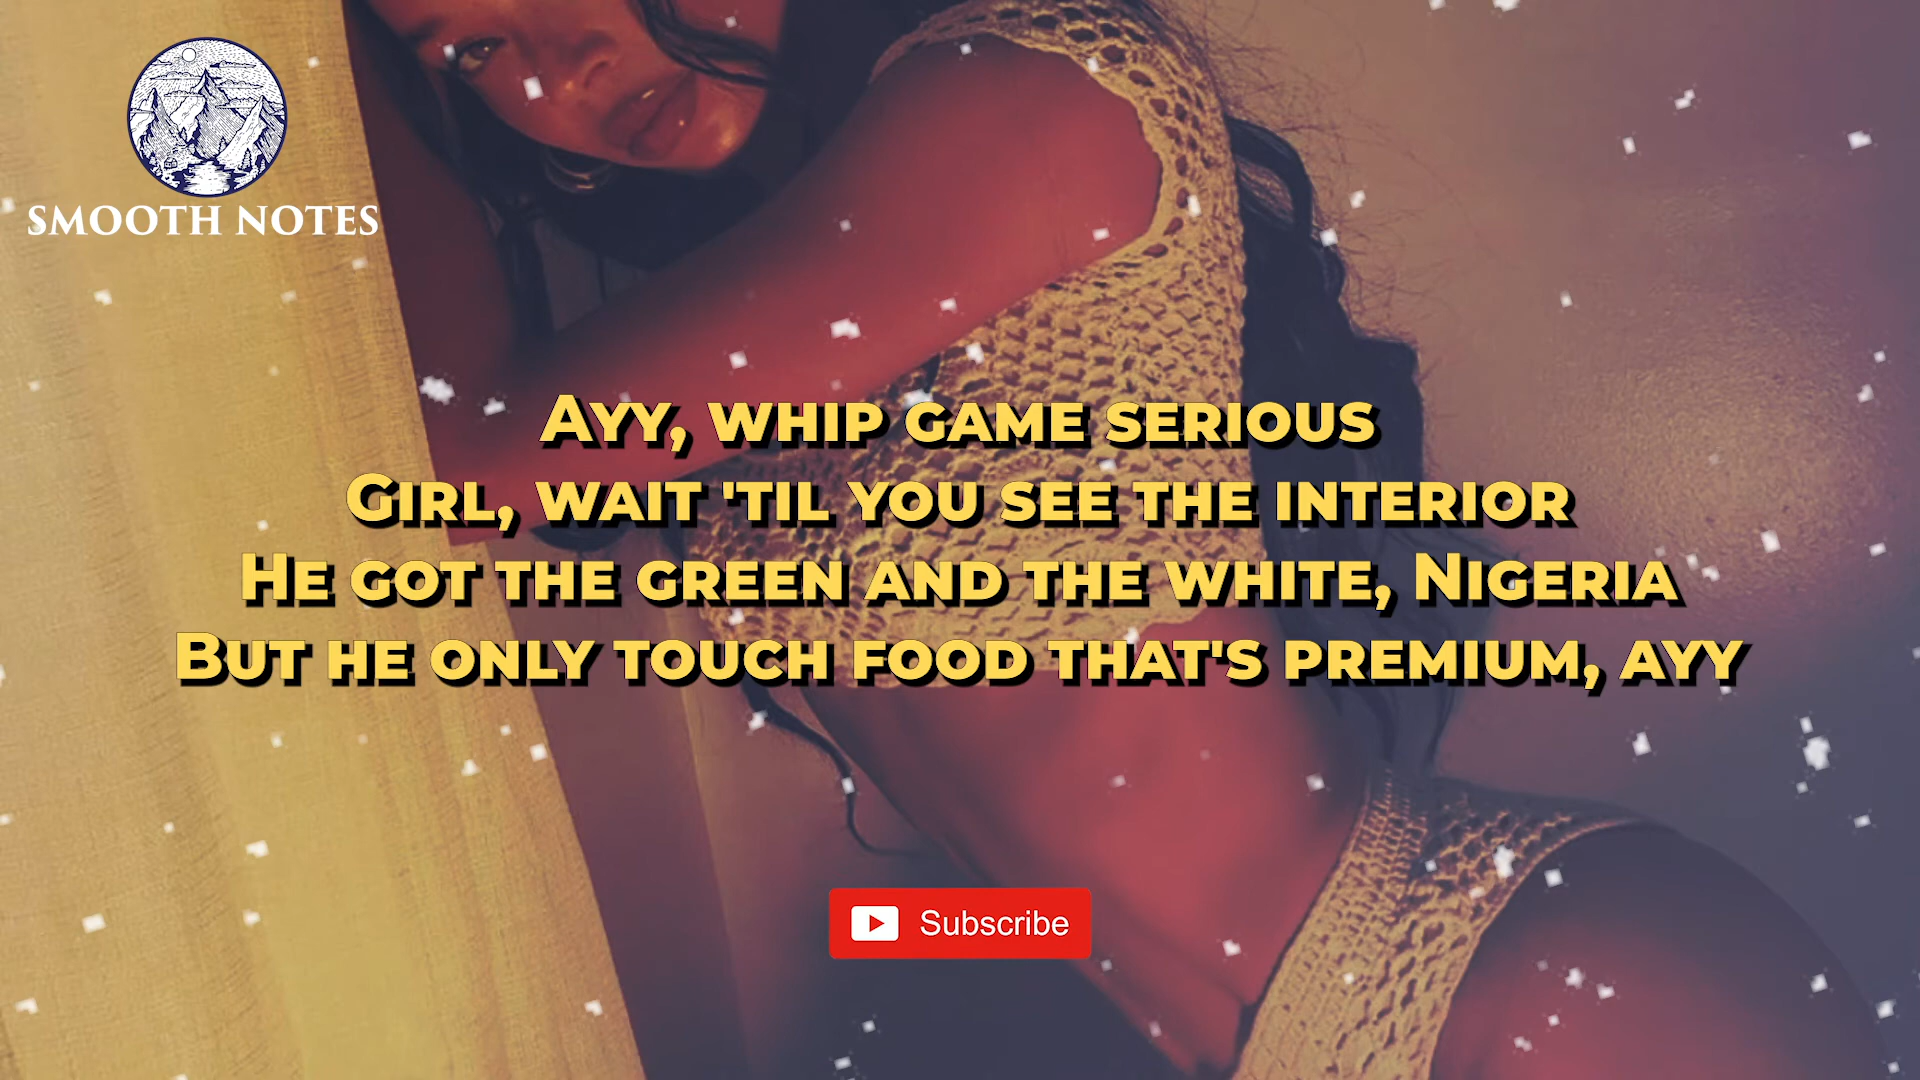 SMOOTH NOTES
Ayy, whip game serious
Girl, wait 'til you see the interior
He got the green and the white, Nigeria
But he only touch food that's premium, ayy
Subscribe